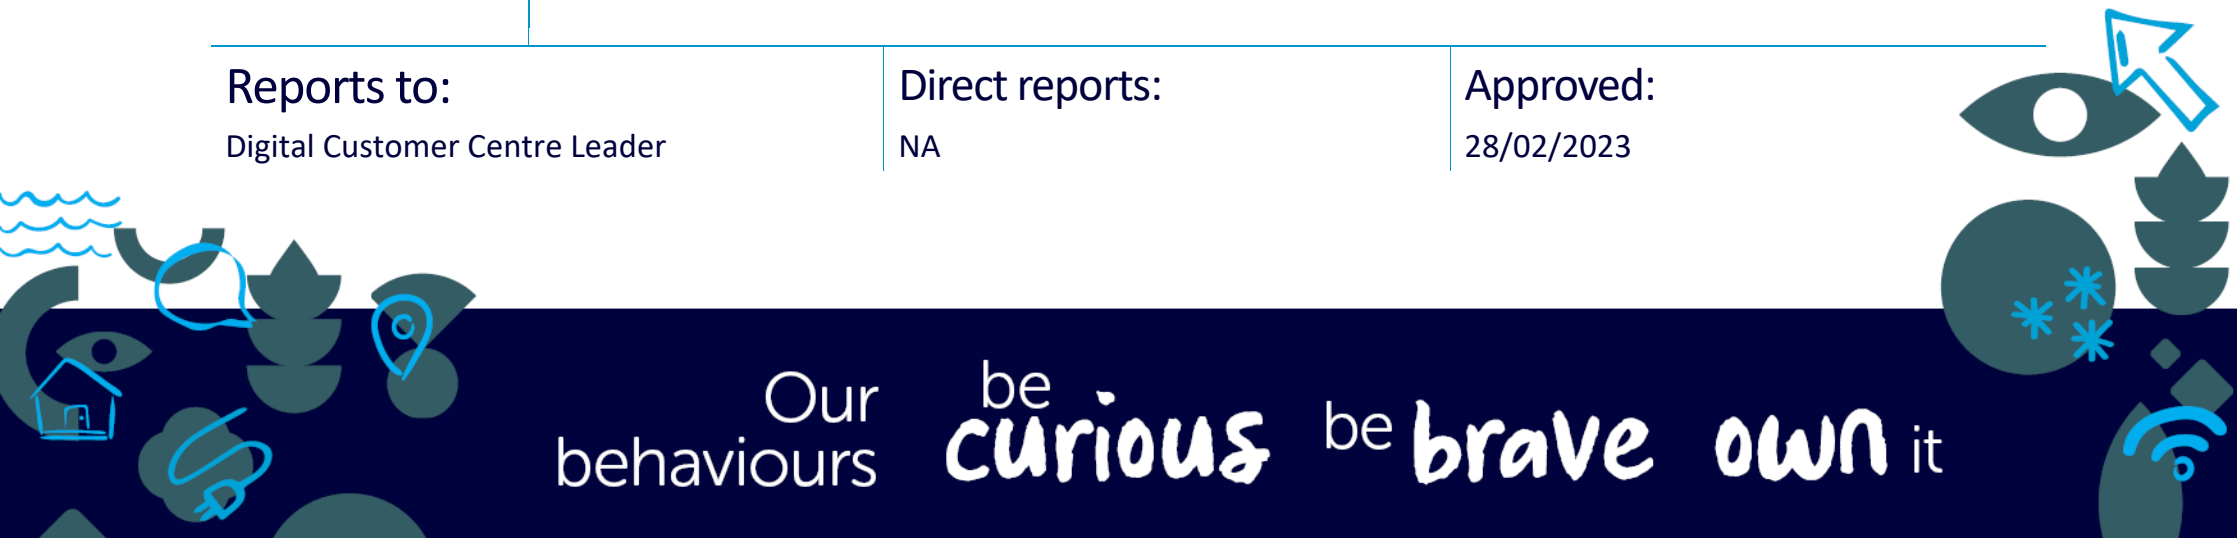 Reports to:
Digital Customer Centre Leader
Direct reports:
NA
Approved:
28/02/2023
Our
behaviours
be
curious
be brave
own it